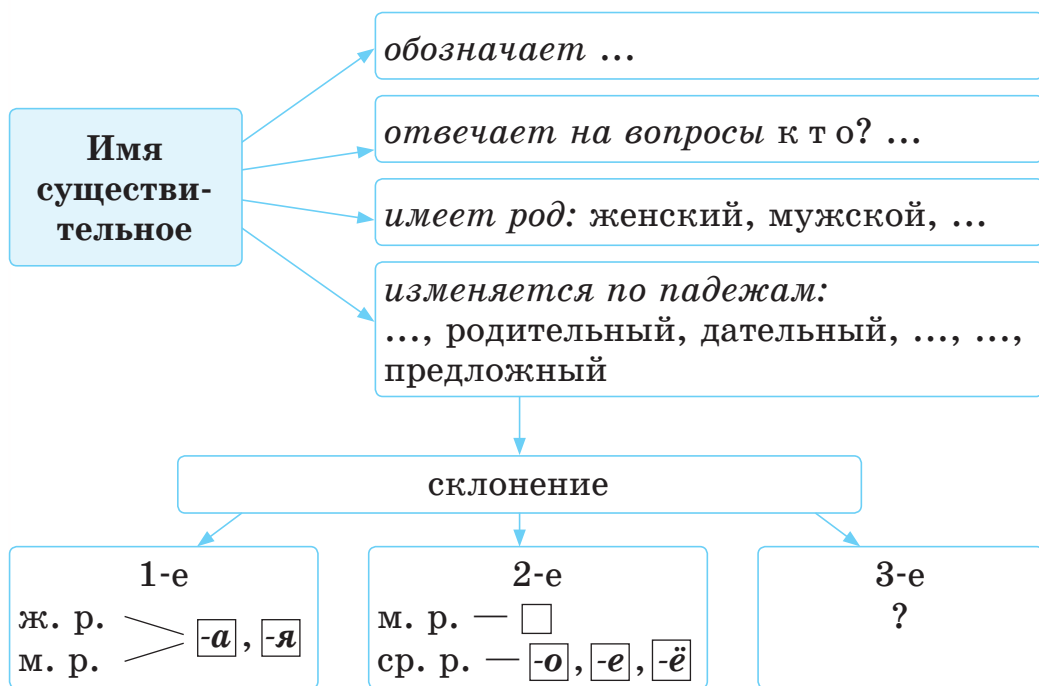 обозначает ...
Имя
существи-
тельное
отвечает на вопросы к т о? ...
имеет род: женский, мужской, ...
изменяется по падежам:
..., родительный, дательный, ..., ...,
предложный
склонение
1-е
ж. р.
м. р.
-а, -я
2-е
м. р. — □
ср. р. — -о, -е, -ё
3-е
?